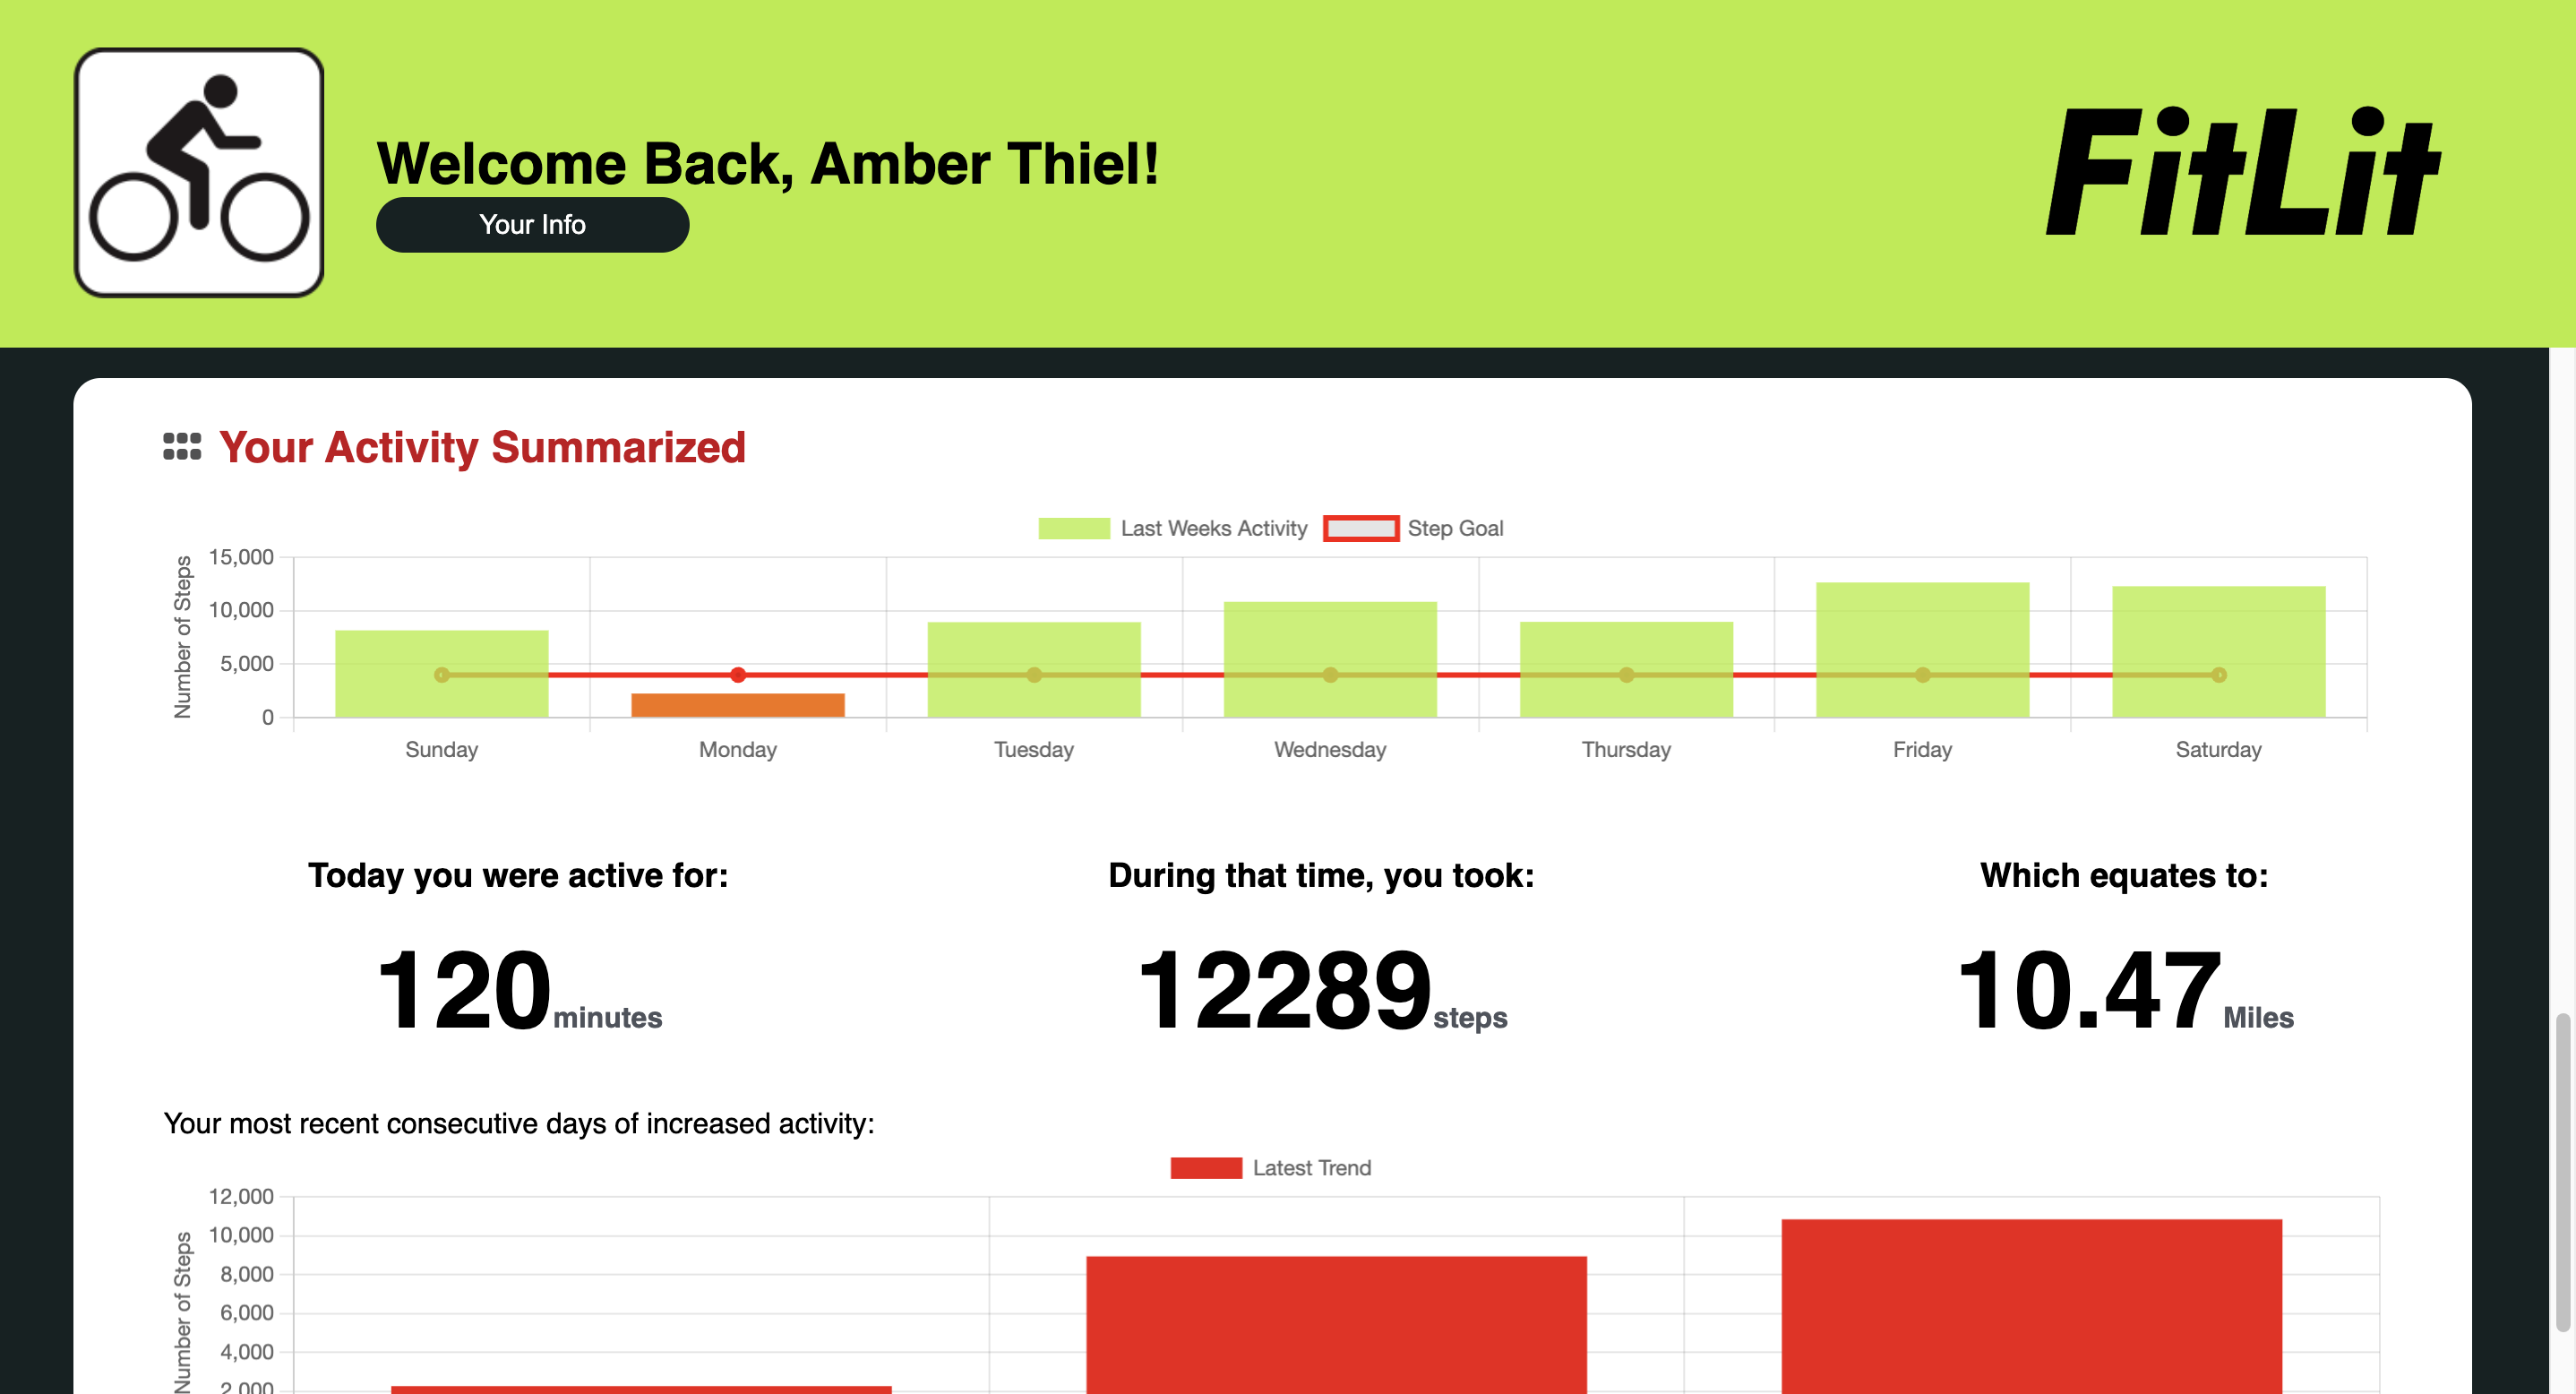 Welcome Back, Amber Thiel!
Your Info
FitLit
Your Activity Summarized
Last Weeks Activity
Step Goal
Number of Steps
15,000
10,000
5,000
0
Sunday
Monday
Tuesday
Wednesday
Thursday
Friday
Saturday
Today you were active for:
120 minutes
During that time, you took:
12289 steps
Which equates to:
10.47 Miles
Your most recent consecutive days of increased activity:
Latest Trend
Number of Steps
12,000
10,000
8,000
6,000
4,000
2,000